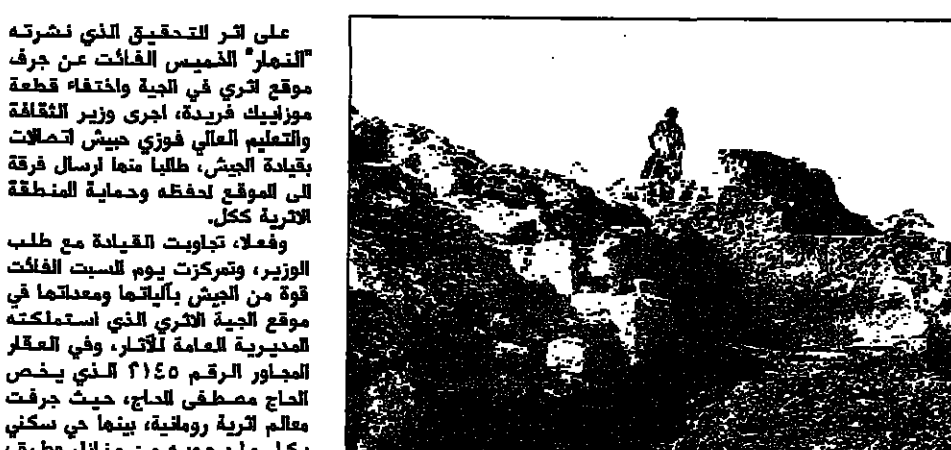 على اثر التحقيق الذي نشرته
"النهار" الخميس الفائت عن جرف
موقع اثري في الجية واختفاء قطعة
موزاييك فريدة، اجرى وزير الثقافة
والتعليم العالي فوزي حبيش اتصالات
بقيادة الجيش، طالبا منها ارسال فرقة
الى الموقع لحفظه وحماية المنطقة
الاثرية ككل.
وفعلا، تجاوبت القيادة مع طلب
الوزير، وتمركزت يوم السبت الفائت
قوة من الجيش بآلياتها ومعداتها في
موقع الجية الاثري الذي استملكته
المديرية العامة للآثار، وفي العقار
المجاور الرقم ٢١٤٥ الذي يخص
الحاج مصطفى الحاج، حيث جرفت
معالم اثرية رومانية، بينها حي سكني